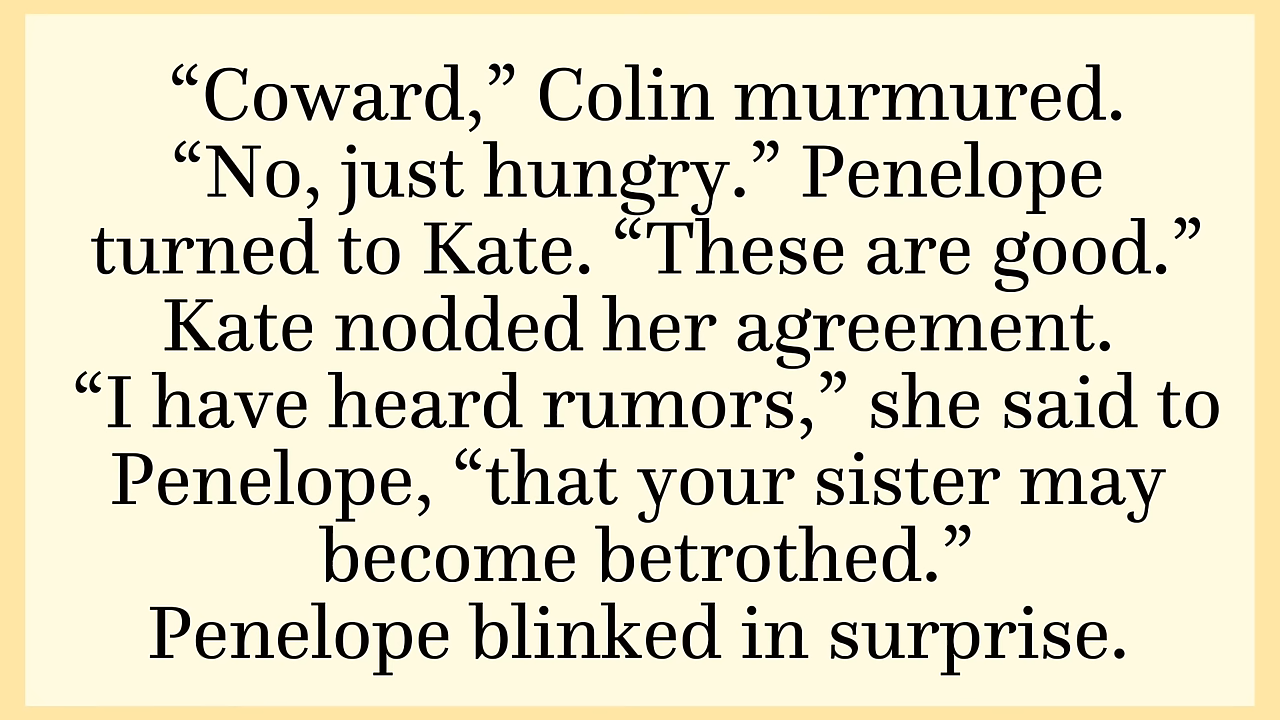 “Coward,” Colin murmured.
“No, just hungry.” Penelope
turned to Kate. “These are good.”
Kate nodded her agreement.
“I have heard rumors,” she said to
Penelope, “that your sister may
become betrothed.”
Penelope blinked in surprise.